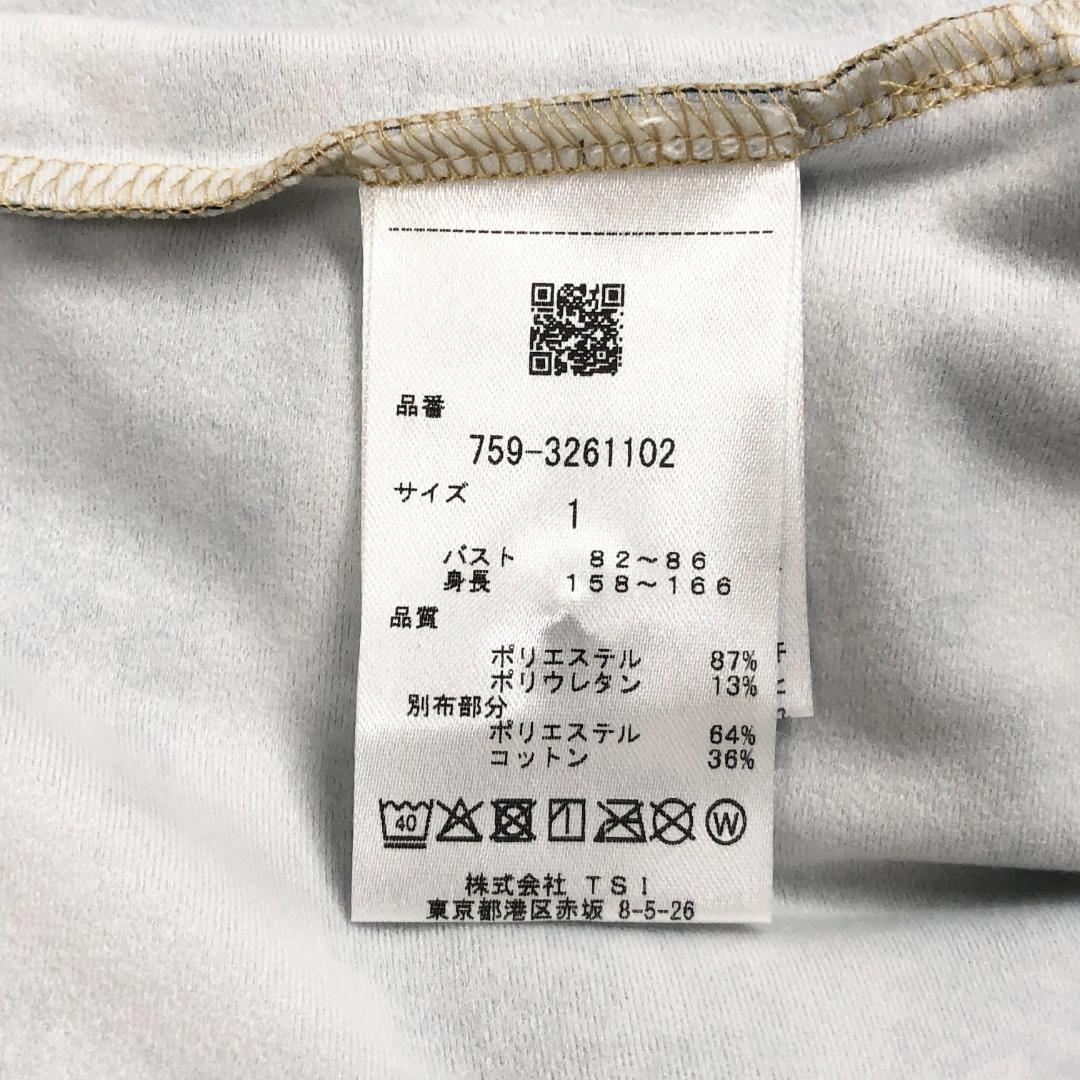 品番
759-3261102
サイズ
1
バスト 82～86
身長 158～166
品質
ポリエステル 87%
ポリウレタン 13%
別布部分
ポリエステル 64%
コットン 36%
40
W
株式会社 TSI
東京都港区赤坂 8-5-26